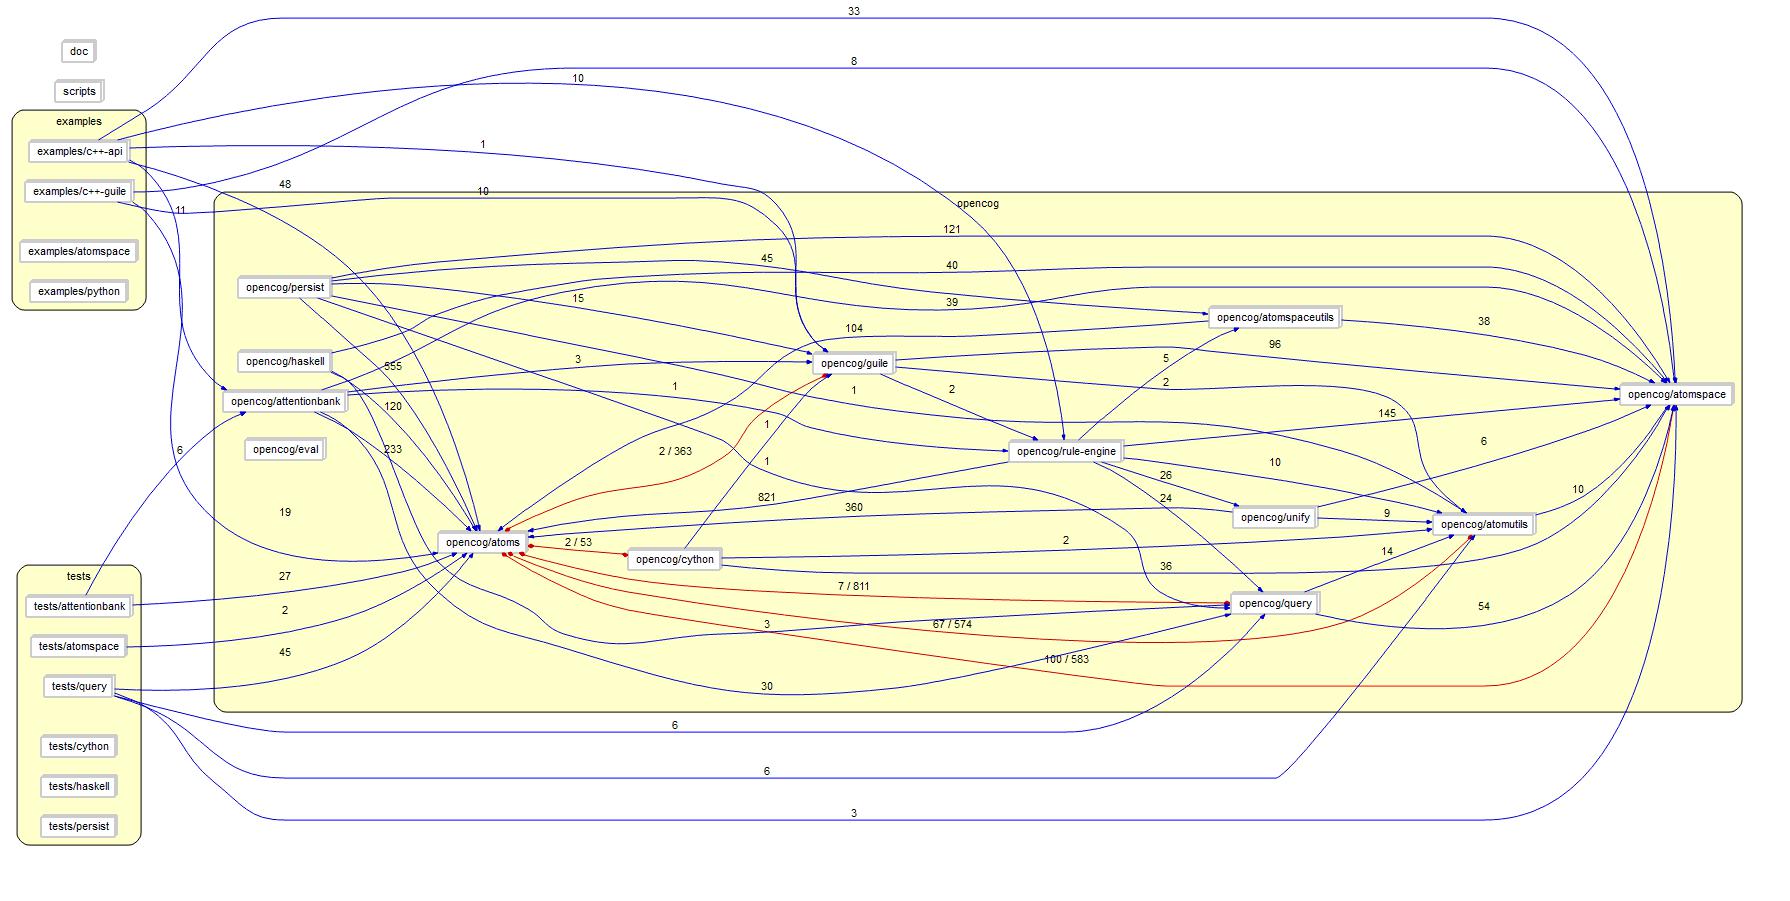 33
doc
8
10
scripts
examples
examples/c++-api
1
48
examples/c++-guile
10
11
opencog
121
examples/atomspace
45
40
opencog/persist
examples/python
15
39
opencog/atomspaceutils
38
104
96
opencog/haskell
3
555
opencog/guile
5
2
1
2
1
opencog/atomspace
opencog/attentionbank
120
145
1
6
opencog/eval
233
6
2 / 363
opencog/rule-engine
1
10
26
10
821
24
19
360
opencog/unify
9
opencog/atomutils
opencog/atoms
2 / 53
2
14
opencog/cython
36
tests
27
7 / 811
tests/attentionbank
2
opencog/query
54
3
67 / 574
tests/atomspace
45
100 / 583
tests/query
30
6
tests/cython
6
tests/haskell
3
tests/persist